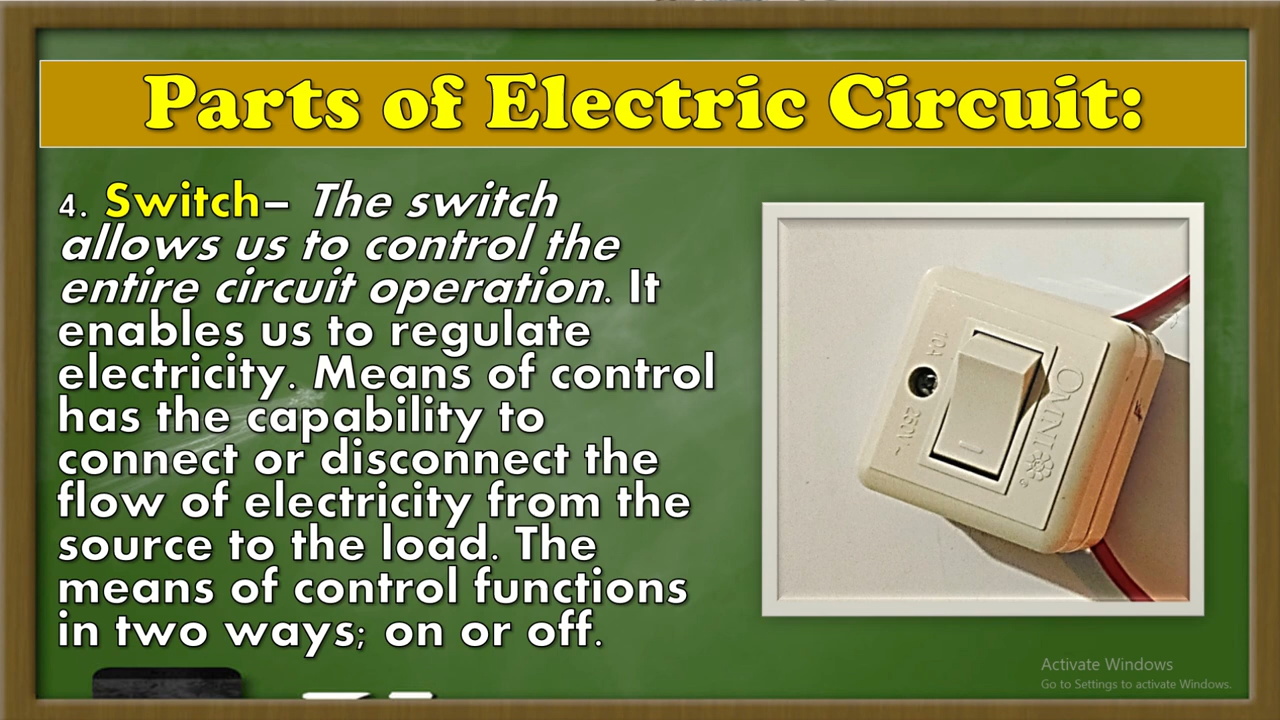 Parts of Electric Circuit:
4. Switch– The switch
allows us to control the
entire circuit operation. It
enables us to regulate
electricity. Means of control
has the capability to
connect or disconnect the
flow of electricity from the
source to the load. The
means of control functions
in two ways; on or off.
10A
250V ~
OMNI
Activate Windows
Go to Settings to activate Windows.